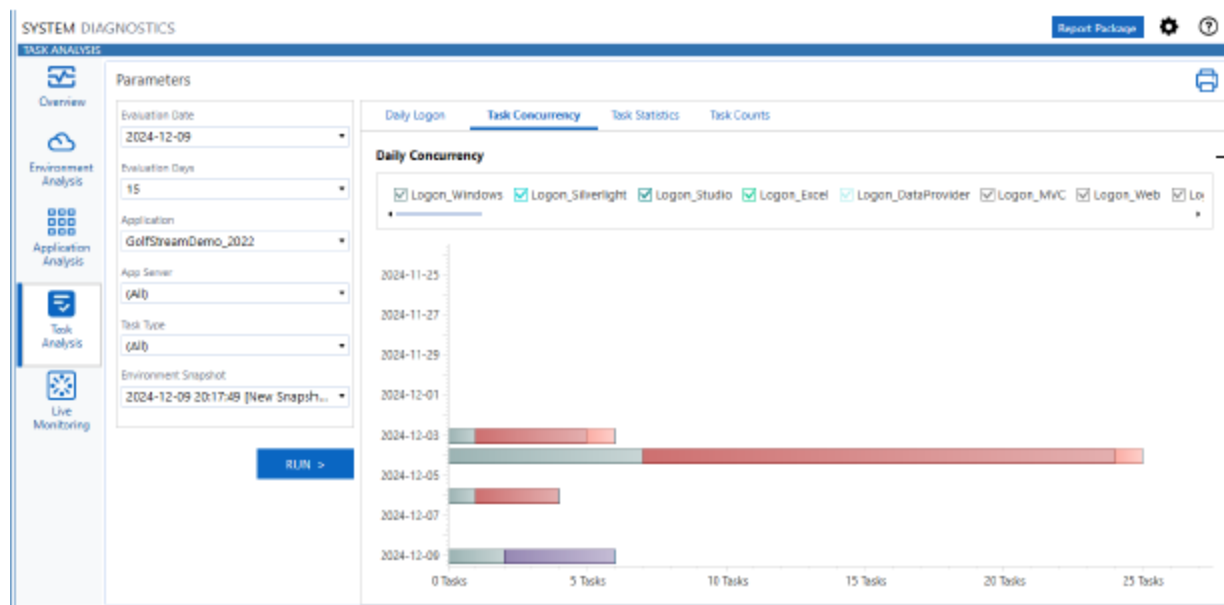 SYSTEM DIAGNOSTICS
Report Package
TASK ANALYSIS
Overview
Environment
Analysis
Application
Analysis
Task
Analysis
Live
Monitoring
Parameters
Evaluation Date
2024-12-09
Evaluation Days
15
Application
GolfStreamDemo_2022
App Server
(All)
Task Type
(All)
Environment Snapshot
2024-12-09 20:17:49 [New Snapsh...
RUN >
Daily Logon Task Concurrency Task Statistics Task Counts
Daily Concurrency
Logon_Windows Logon_Silverlight Logon_Studio Logon_Excel Logon_DataProvider Logon_MVC Logon_Web Lo
2024-11-25
2024-11-27
2024-11-29
2024-12-01
2024-12-03
2024-12-05
2024-12-07
2024-12-09
0 Tasks 5 Tasks 10 Tasks 15 Tasks 20 Tasks 25 Tasks